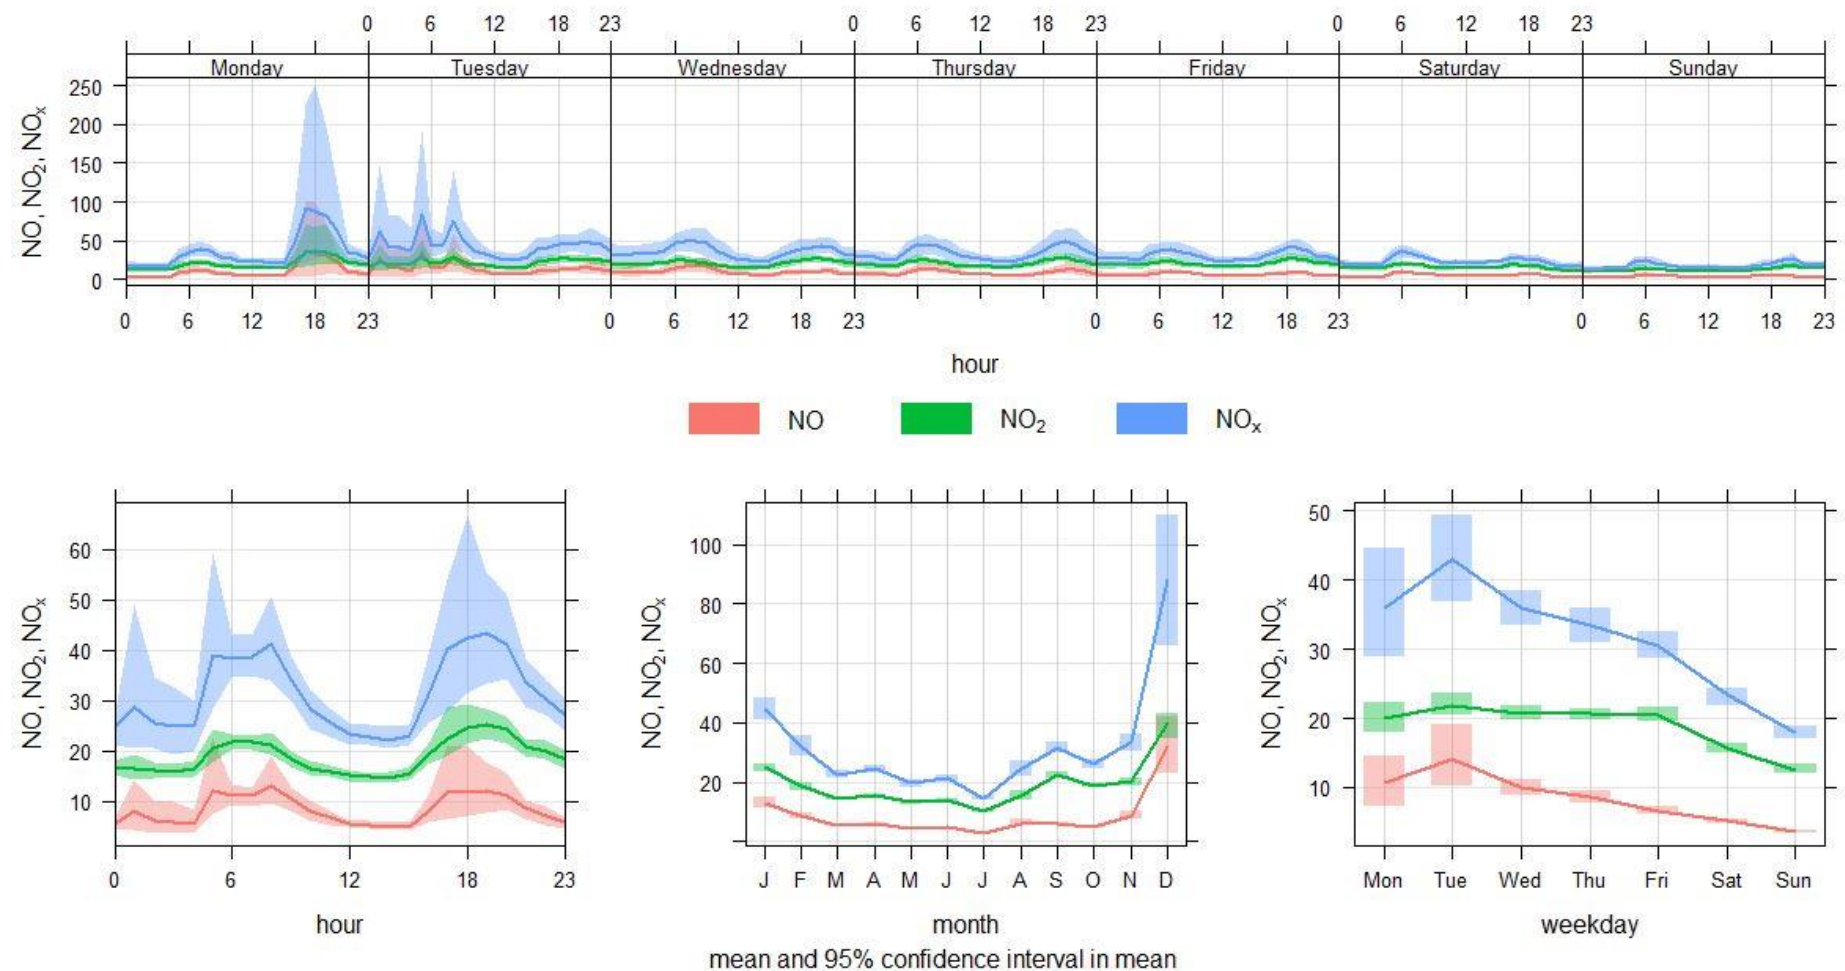 0 6 12 18 23 0 6 12 18 23 0 6 12 18 23
Monday Tuesday Wednesday Thursday Friday Saturday Sunday
NO, NO₂, NOₓ
250
200
150
100
50
0
0 6 12 18 23 0 6 12 18 23 0 6 12 18 23 0 6 12 18 23
hour
NO NO₂ NOₓ
NO, NO₂, NOₓ
60
50
40
30
20
10
0 6 12 18 23
hour
NO, NO₂, NOₓ
100
80
60
40
20
J F M A M J J A S O N D
month
NO, NO₂, NOₓ
50
40
30
20
10
Mon Tue Wed Thu Fri Sat Sun
weekday
mean and 95% confidence interval in mean